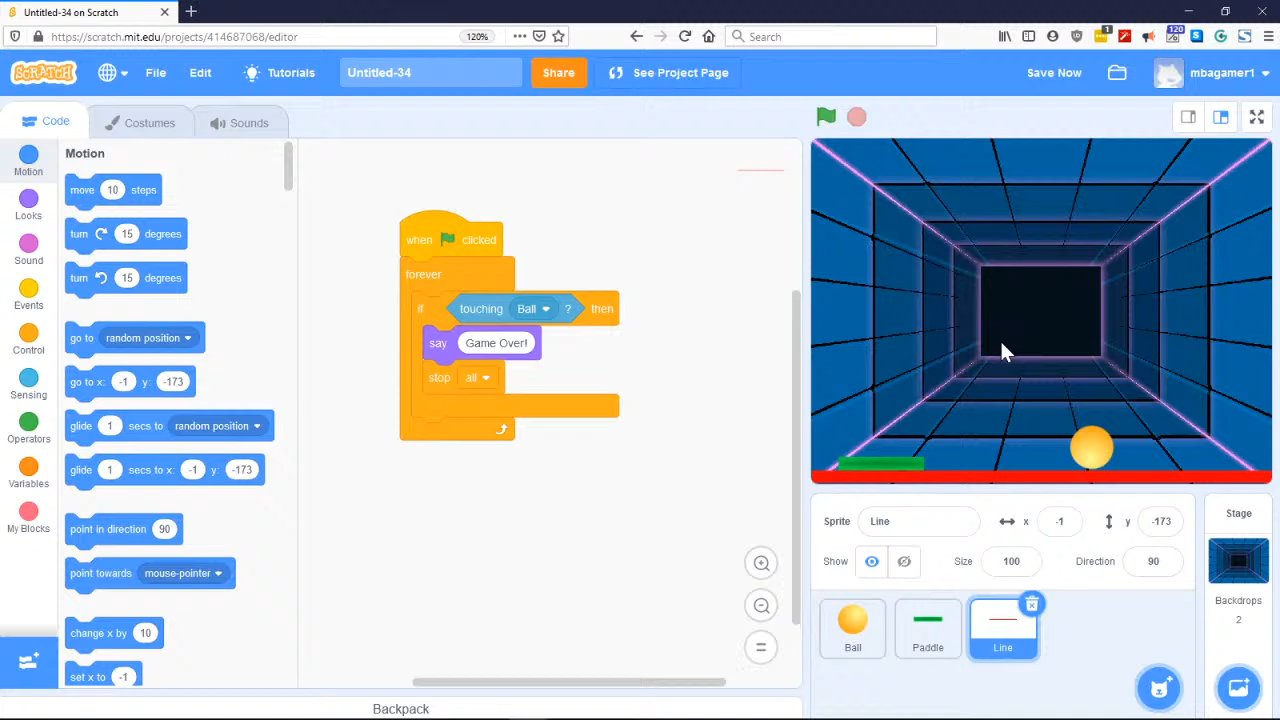 Untitled-34 on Scratch
https://scratch.mit.edu/projects/414687068/editor
120%
Search
1
120
SCRATCH
File
Edit
Tutorials
Untitled-34
Share
See Project Page
Save Now
mbagamer1
Code
Costumes
Sounds
Motion
Looks
Sound
Events
Control
Sensing
Operators
Variables
My Blocks
Motion
move 10 steps
turn 15 degrees
turn 15 degrees
go to random position
go to x: -1 y: -173
glide 1 secs to random position
glide 1 secs to x: -1 y: -173
point in direction 90
point towards mouse-pointer
change x by 10
set x to -1
when clicked
forever
if touching Ball ? then
say Game Over!
stop all
Backpack
Sprite Line x -1 y -173
Show Size 100 Direction 90
Ball
Paddle
Line
Stage
Backdrops
2